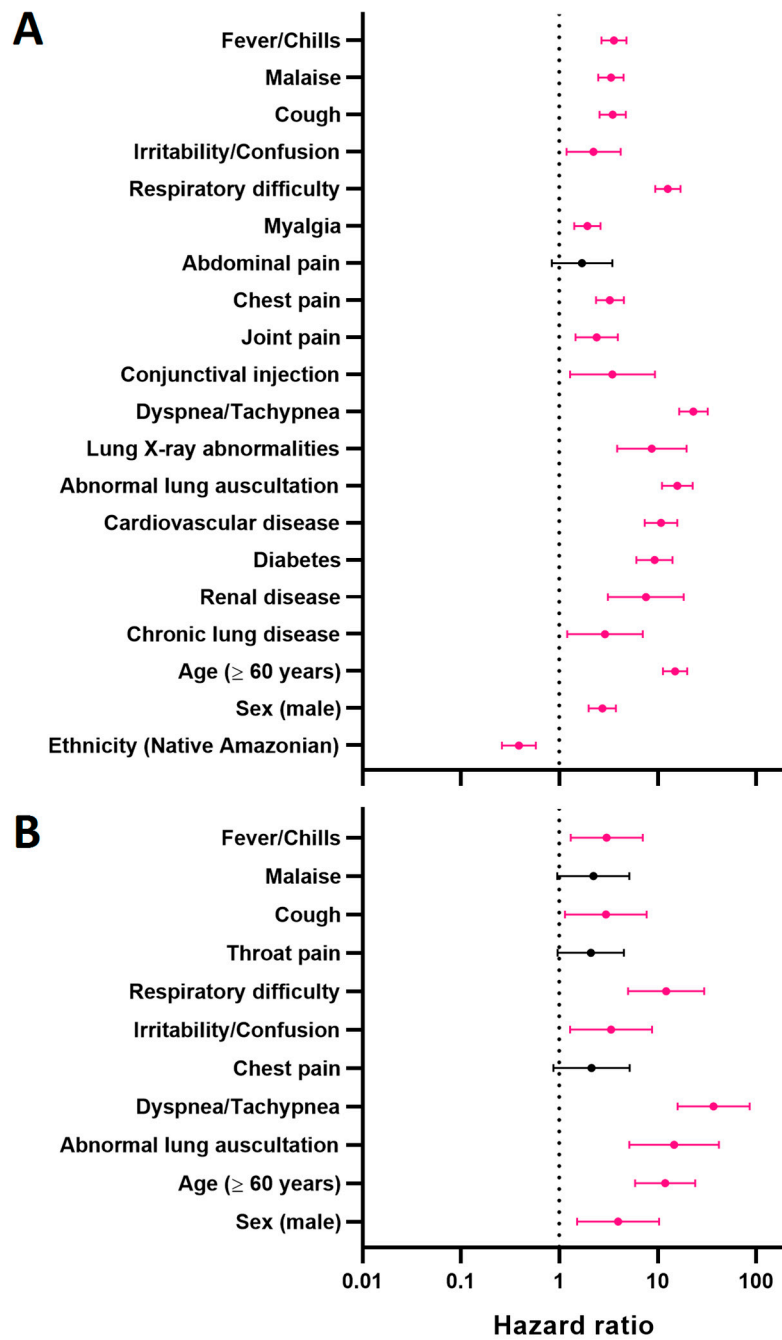 A
Fever/Chills
Malaise
Cough
Irritability/Confusion
Respiratory difficulty
Myalgia
Abdominal pain
Chest pain
Joint pain
Conjunctival injection
Dyspnea/Tachypnea
Lung X-ray abnormalities
Abnormal lung auscultation
Cardiovascular disease
Diabetes
Renal disease
Chronic lung disease
Age (≥ 60 years)
Sex (male)
Ethnicity (Native Amazonian)
B
Fever/Chills
Malaise
Cough
Throat pain
Respiratory difficulty
Irritability/Confusion
Chest pain
Dyspnea/Tachypnea
Abnormal lung auscultation
Age (≥ 60 years)
Sex (male)
0.01 0.1 1 10 100
Hazard ratio